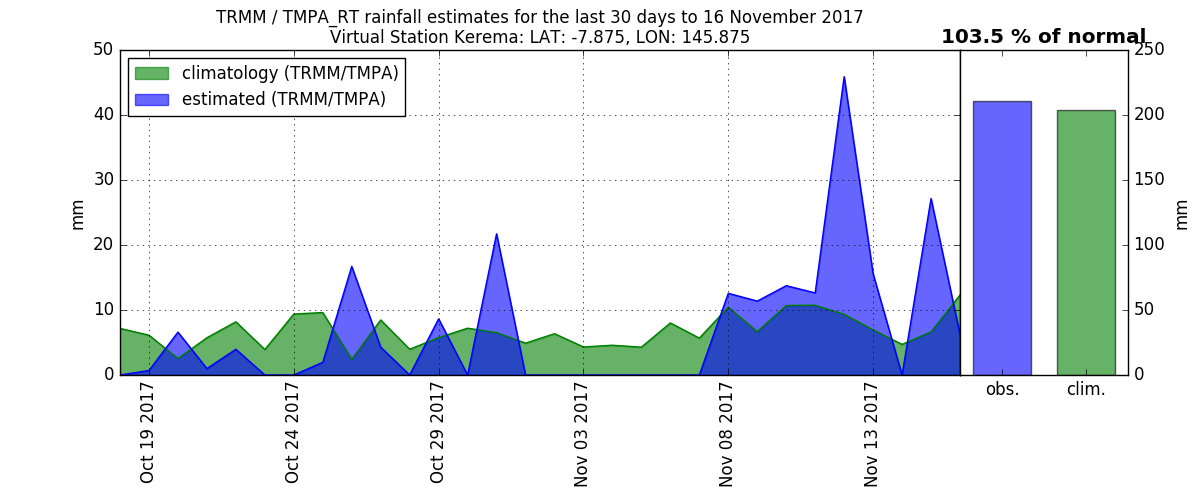 TRMM / TMPA_RT rainfall estimates for the last 30 days to 16 November 2017
Virtual Station Kerema: LAT: -7.875, LON: 145.875
103.5 % of normal
climatology (TRMM/TMPA)
estimated (TRMM/TMPA)
50
40
30
20
10
0
mm
250
200
150
100
50
0
mm
Oct 19 2017
Oct 24 2017
Oct 29 2017
Nov 03 2017
Nov 08 2017
Nov 13 2017
obs.
clim.